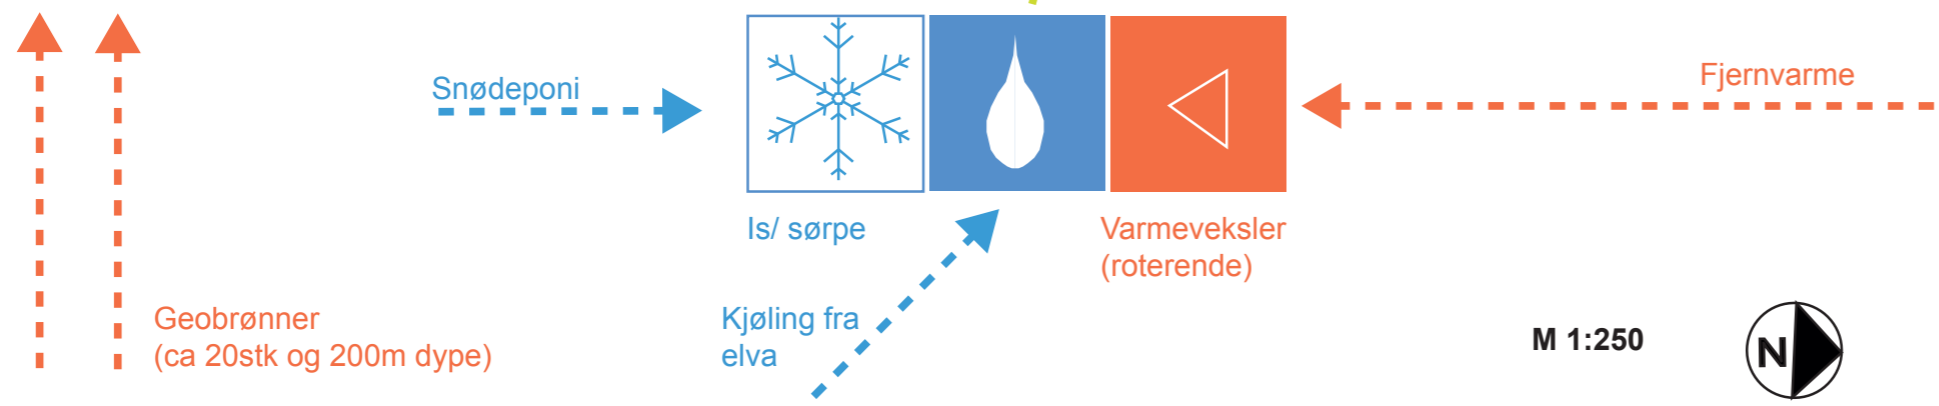 Snødeponi
Fjernvarme
Is/ sørpe
Varmeveksler
(roterende)
Geobrønner
(ca 20stk og 200m dype)
Kjøling fra
elva
M 1:250
N